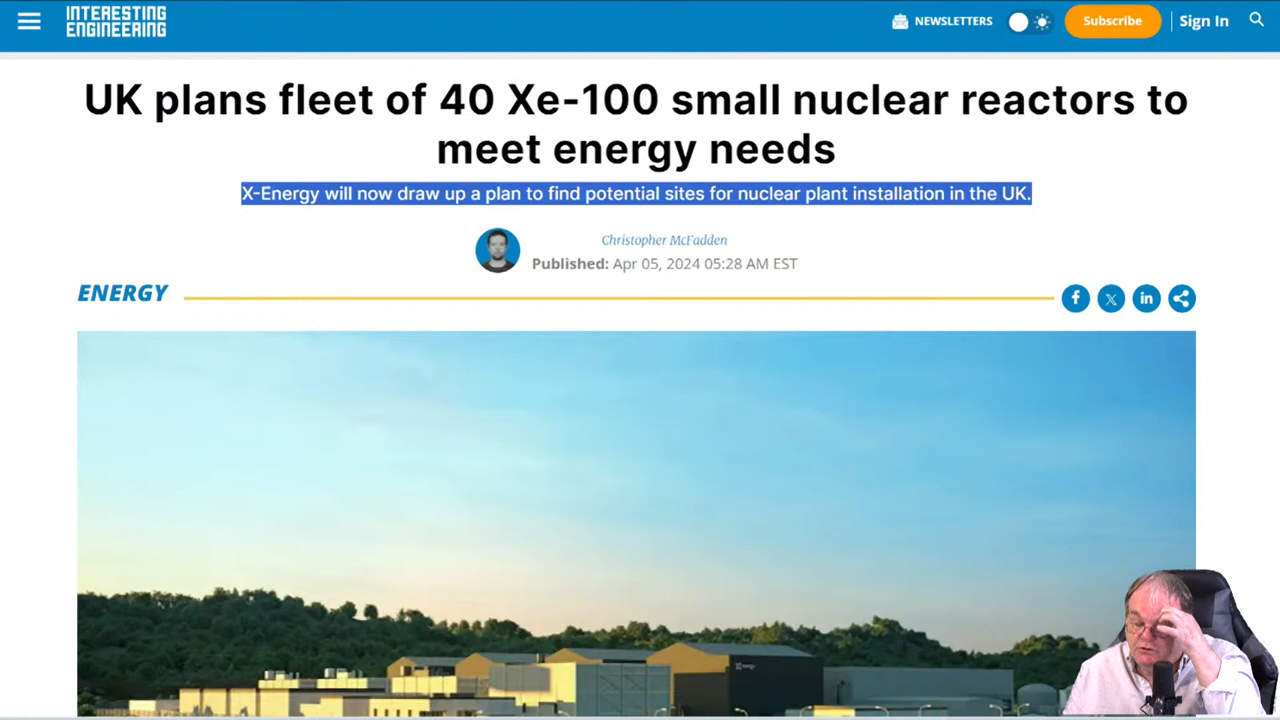 INTERESTING
ENGINEERING
NEWSLETTERS
Subscribe
Sign In
UK plans fleet of 40 Xe-100 small nuclear reactors to
meet energy needs
X-Energy will now draw up a plan to find potential sites for nuclear plant installation in the UK.
Christopher McFadden
Published: Apr 05, 2024 05:28 AM EST
ENERGY